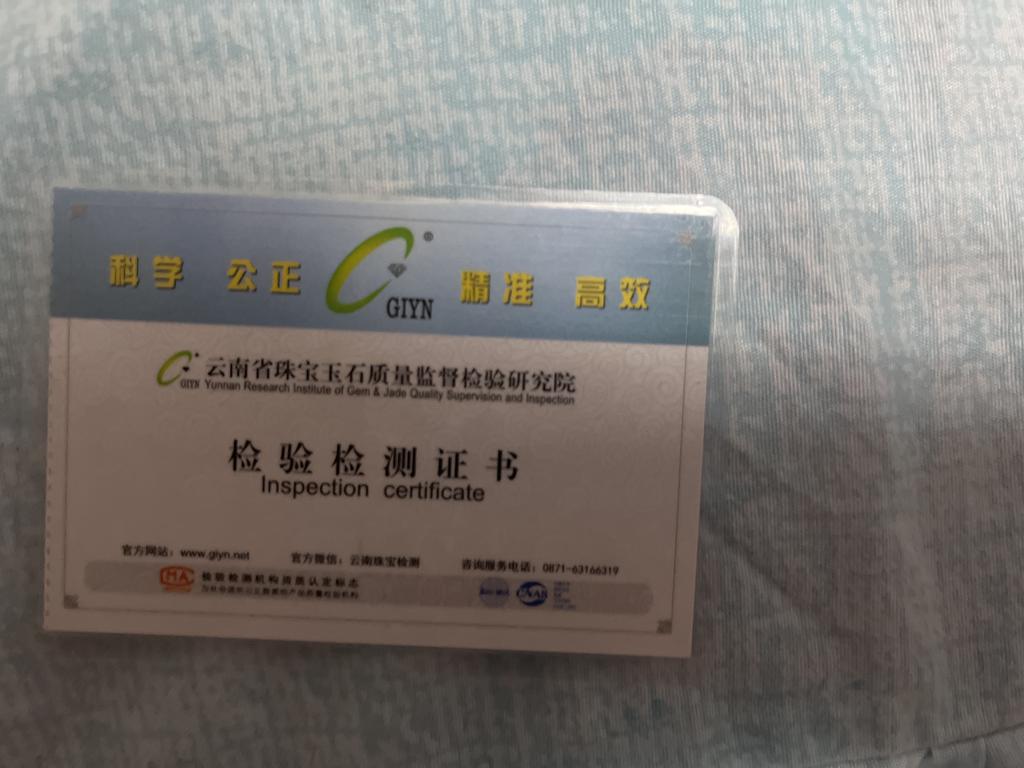 科学 公正 GIYN ® 精准 高效
GIYN 云南省珠宝玉石质量监督检验研究院
Yunnan Research Institute of Gem & Jade Quality Supervision and Inspection
检验检测证书
Inspection certificate
官方网站：www.giyn.net 官方微信：云南珠宝检测 咨询服务电话：0871-63166319
MA 检验检测机构资质认定标志 CNAS